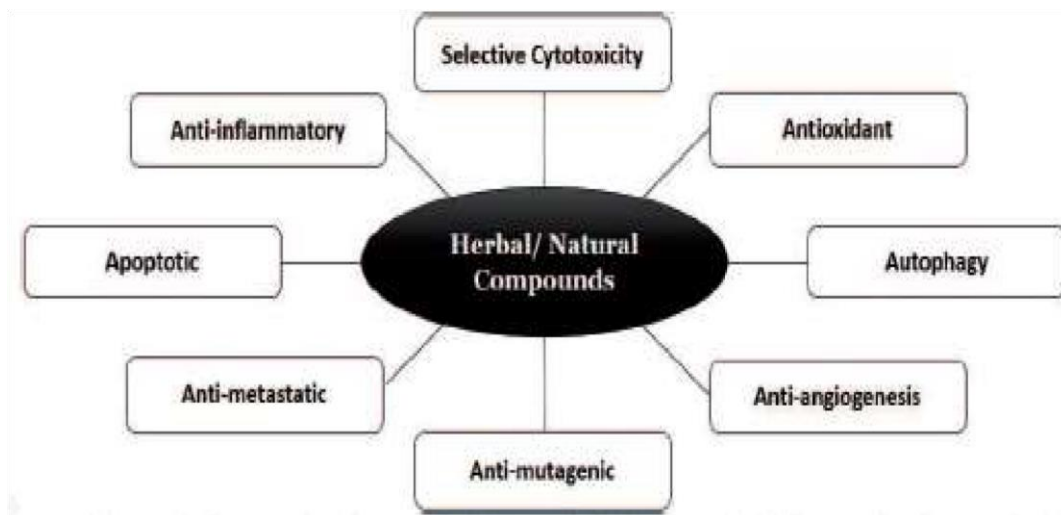 Selective Cytotoxicity
Anti-inflammatory
Antioxidant
Apoptotic
Herbal/ Natural
Compounds
Autophagy
Anti-metastatic
Anti-angiogenesis
Anti-mutagenic